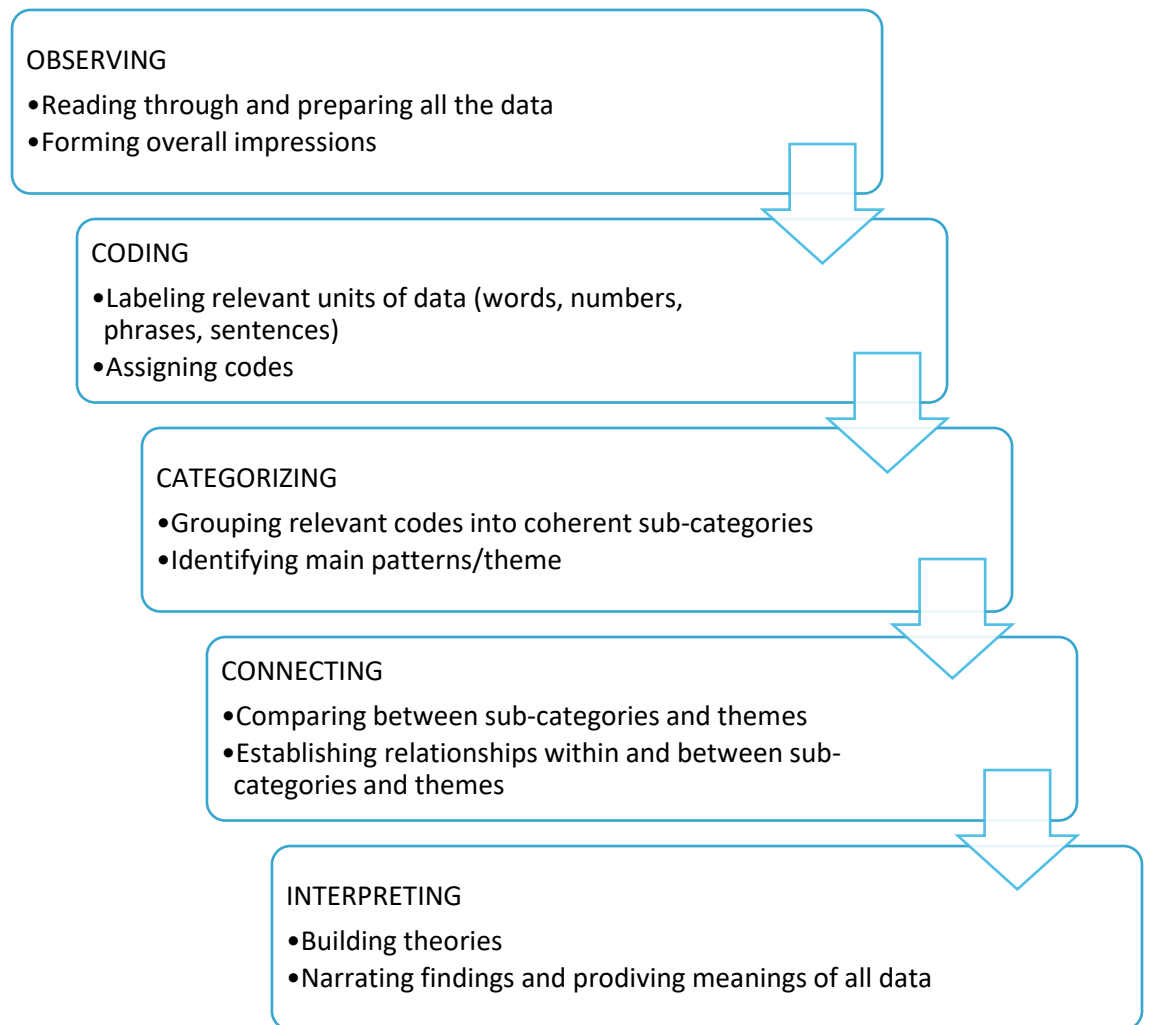 OBSERVING
•Reading through and preparing all the data
•Forming overall impressions
CODING
•Labeling relevant units of data (words, numbers,
phrases, sentences)
•Assigning codes
CATEGORIZING
•Grouping relevant codes into coherent sub-categories
•Identifying main patterns/theme
CONNECTING
•Comparing between sub-categories and themes
•Establishing relationships within and between sub-
categories and themes
INTERPRETING
•Building theories
•Narrating findings and prodiving meanings of all data